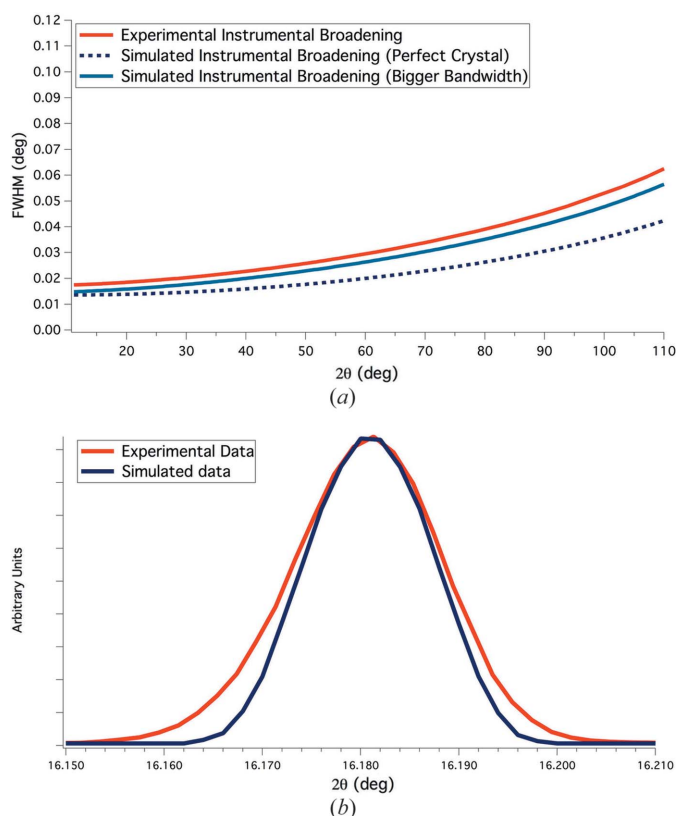 0.12
0.11
0.10
0.09
0.08
0.07
0.06
0.05
0.04
0.03
0.02
0.01
0.00
FWHM (deg)
Experimental Instrumental Broadening
Simulated Instrumental Broadening (Perfect Crystal)
Simulated Instrumental Broadening (Bigger Bandwidth)
20 30 40 50 60 70 80 90 100 110
2θ (deg)
(a)
Experimental Data
Simulated data
Arbitrary Units
16.150 16.160 16.170 16.180 16.190 16.200 16.210
2θ (deg)
(b)